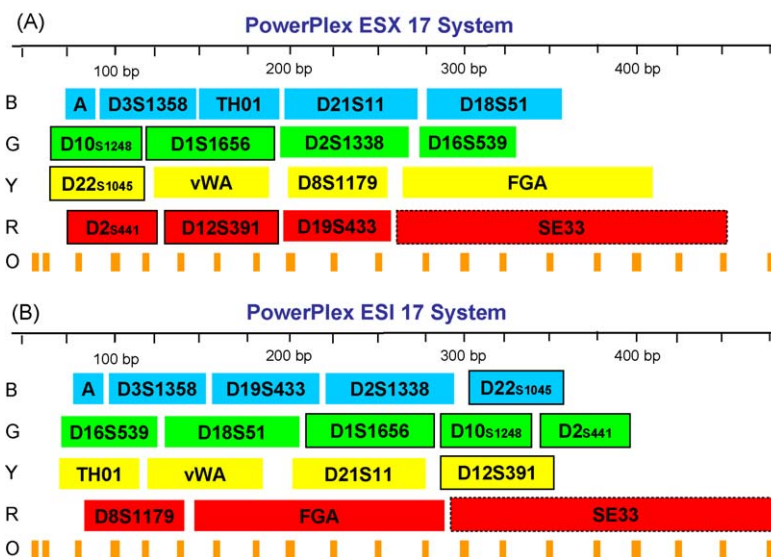 (A) PowerPlex ESX 17 System
100 bp 200 bp 300 bp 400 bp
B A D3S1358 TH01 D21S11 D18S51
G D10S1248 D1S1656 D2S1338 D16S539
Y D22S1045 vWA D8S1179 FGA
R D2S441 D12S391 D19S433 SE33
O
(B) PowerPlex ESI 17 System
100 bp 200 bp 300 bp 400 bp
B A D3S1358 D19S433 D2S1338 D22S1045
G D16S539 D18S51 D1S1656 D10S1248 D2S441
Y TH01 vWA D21S11 D12S391
R D8S1179 FGA SE33
O